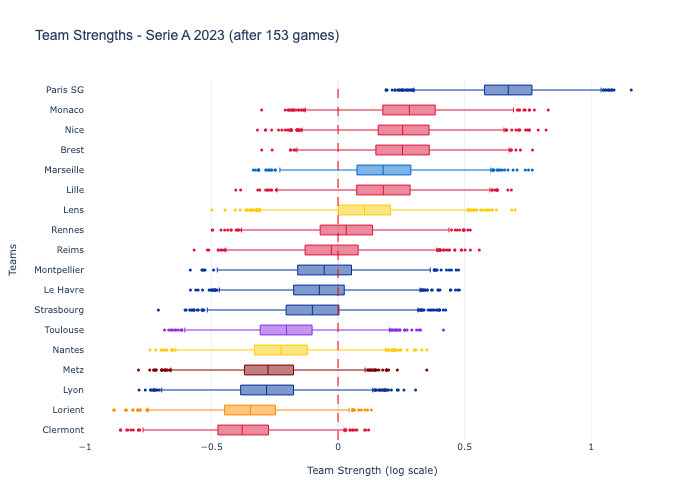 Team Strengths - Serie A 2023 (after 153 games)
Paris SG
Monaco
Nice
Brest
Marseille
Lille
Lens
Rennes
Reims
Montpellier
Le Havre
Strasbourg
Toulouse
Nantes
Metz
Lyon
Lorient
Clermont
Teams
−1
−0.5
0
0.5
1
Team Strength (log scale)